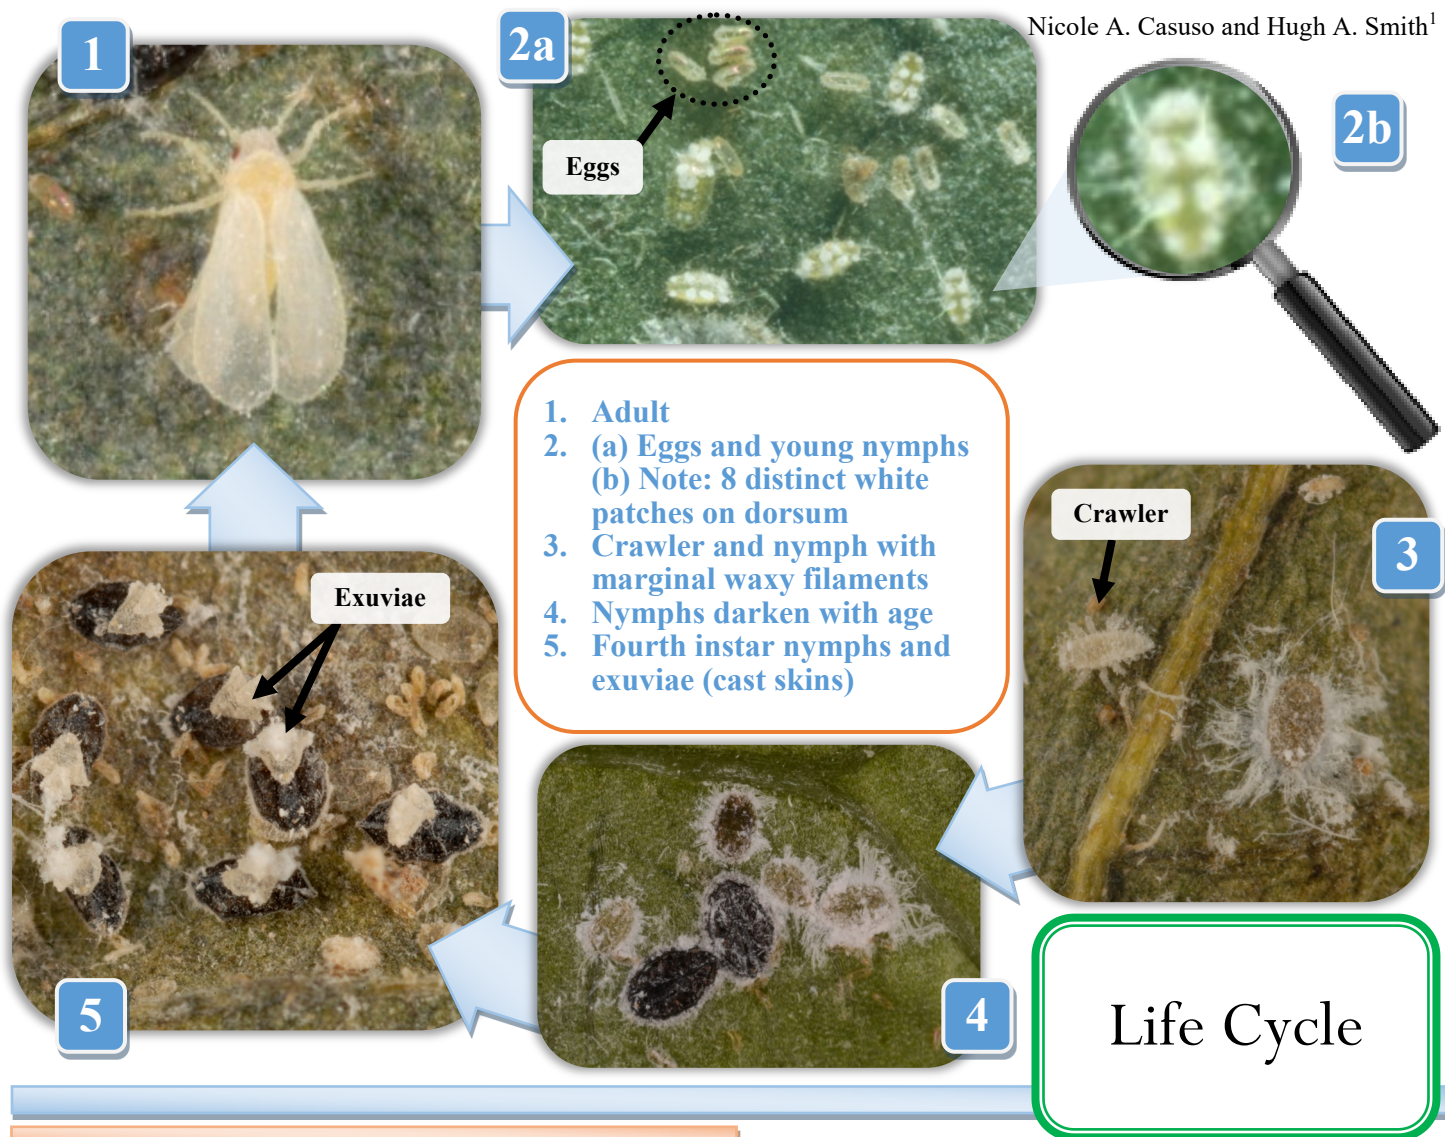 Nicole A. Casuso and Hugh A. Smith1
1
2a
2b
Eggs
1. Adult
2. (a) Eggs and young nymphs
(b) Note: 8 distinct white
patches on dorsum
3. Crawler and nymph with
marginal waxy filaments
4. Nymphs darken with age
5. Fourth instar nymphs and
exuviae (cast skins)
Crawler
3
Exuviae
5
4
Life Cycle